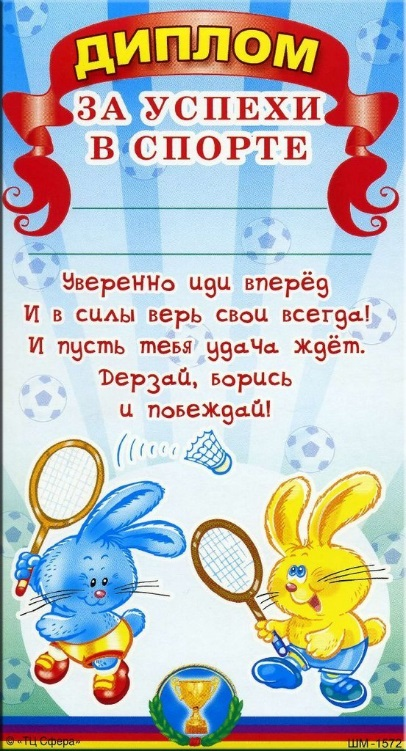 ДИПЛОМ
ЗА УСПЕХИ
В СПОРТЕ
Уверенно иди вперёд
И в силы верь свои всегда!
И пусть тебя удача ждёт.
Дерзай, борись
и побеждай!
© «ТЦ Сфера»
ШМ -1572